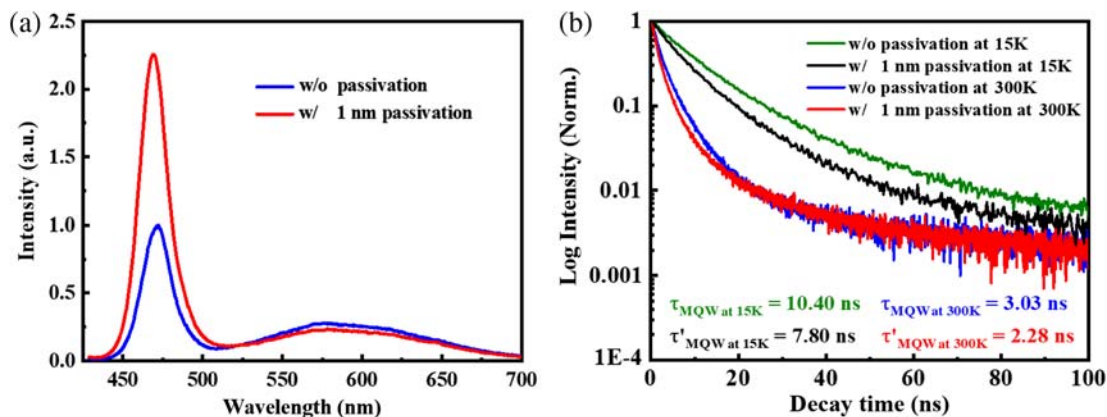 (a)
2.5
2.0
1.5
1.0
0.5
0.0
Intensity (a.u.)
w/o passivation
w/ 1 nm passivation
450
500
550
600
650
700
Wavelength (nm)
(b)
1
0.1
0.01
0.001
1E-4
Log Intensity (Norm.)
w/o passivation at 15K
w/ 1 nm passivation at 15K
w/o passivation at 300K
w/ 1 nm passivation at 300K
τMQW at 15K = 10.40 ns
τMQW at 300K = 3.03 ns
τ'MQW at 15K = 7.80 ns
τ'MQW at 300K = 2.28 ns
0
20
40
60
80
100
Decay time (ns)